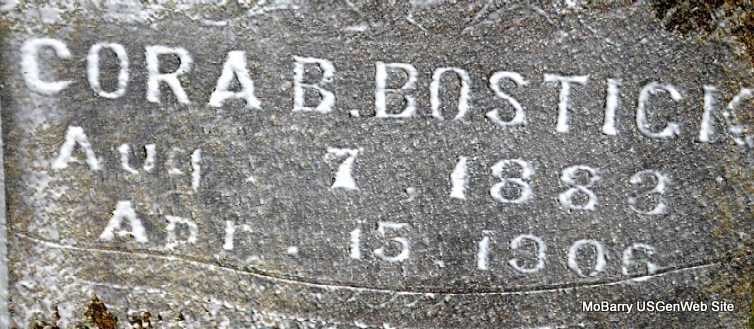 CORA B. BOSTICK
Aug. 7, 1883
Apr. 15, 1906
MoBarry USGenWeb Site